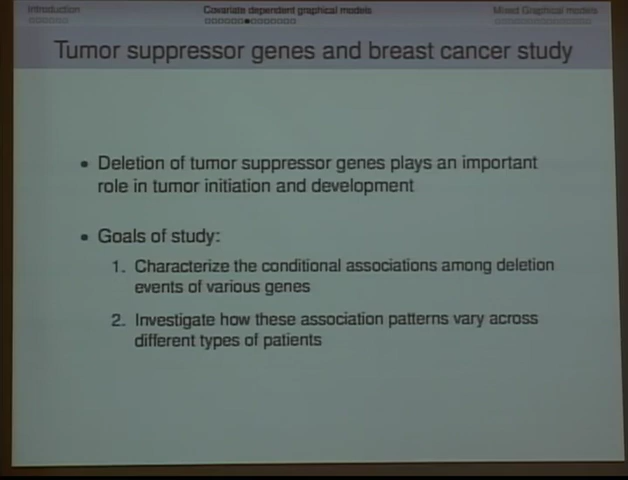 Introduction Covariate dependent graphical models Mixed Graphical models
Tumor suppressor genes and breast cancer study
• Deletion of tumor suppressor genes plays an important
role in tumor initiation and development
• Goals of study:
1. Characterize the conditional associations among deletion
events of various genes
2. Investigate how these association patterns vary across
different types of patients